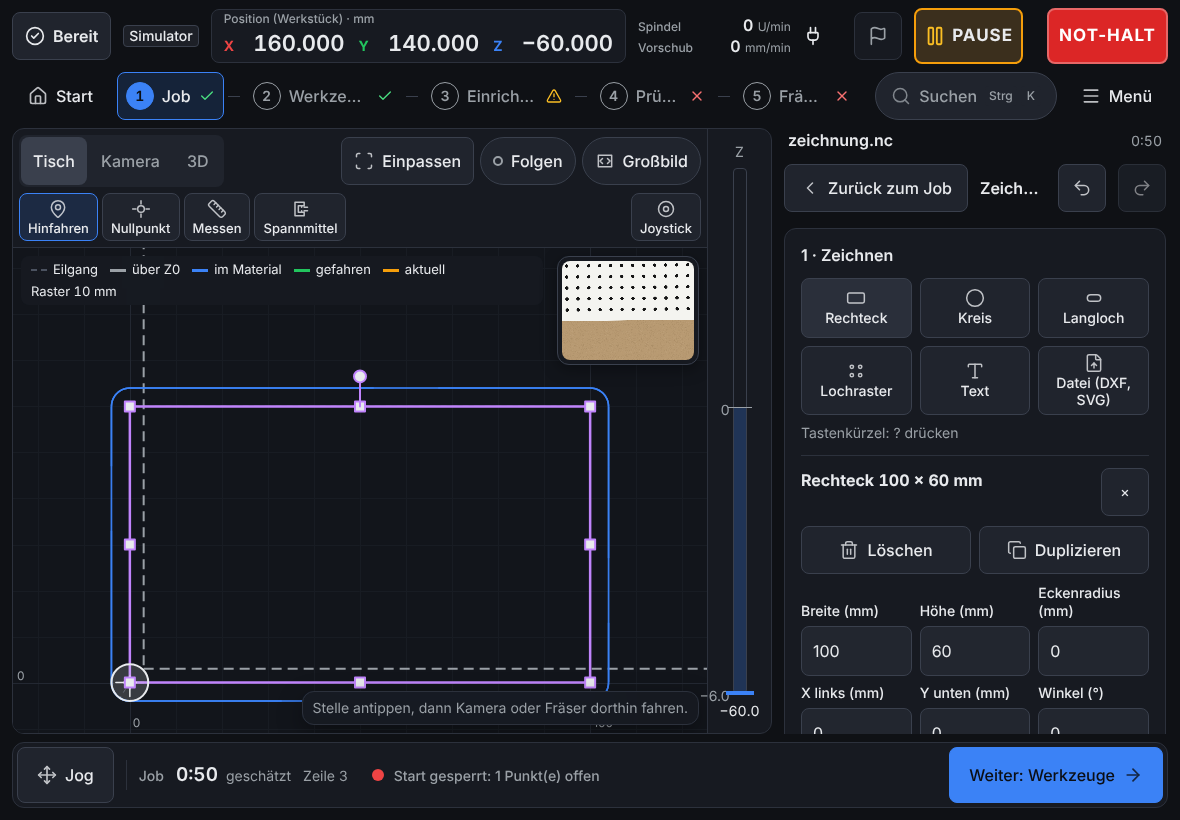 Bereit
Simulator
Position (Werkstück) · mm
X 160.000 Y 140.000 Z −60.000
Spindel 0 U/min
Vorschub 0 mm/min
PAUSE
NOT-HALT
Start
1 Job
2 Werkze...
3 Einrich...
4 Prü...
5 Frä...
Suchen Strg K
Menü
Tisch Kamera 3D
Einpassen
Folgen
Großbild
Hinfahren
Nullpunkt
Messen
Spannmittel
Joystick
Eilgang über Z0 im Material gefahren aktuell
Raster 10 mm
Z
0
−6.0
−60.0
0
0
Stelle antippen, dann Kamera oder Fräser dorthin fahren.
zeichnung.nc 0:50
Zurück zum Job
Zeich...
1 · Zeichnen
Rechteck
Kreis
Langloch
Lochraster
Text
Datei (DXF,
SVG)
Tastenkürzel: ? drücken
Rechteck 100 × 60 mm
×
Löschen
Duplizieren
Breite (mm)
Höhe (mm)
Eckenradius
(mm)
100
60
0
X links (mm)
Y unten (mm)
Winkel (°)
0
0
0
Jog
Job 0:50 geschätzt Zeile 3
Start gesperrt: 1 Punkt(e) offen
Weiter: Werkzeuge